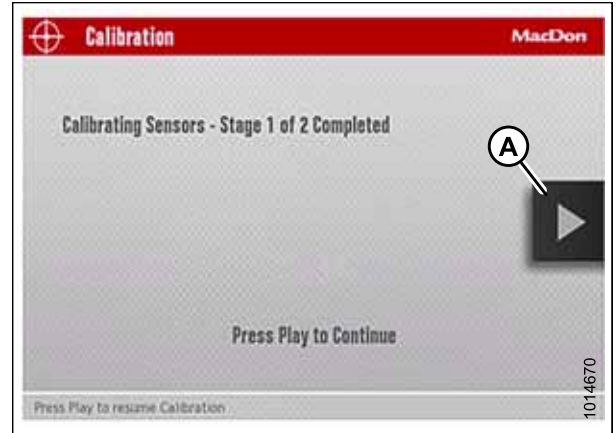 Calibration
MacDon
Calibrating Sensors - Stage 1 of 2 Completed
A
Press Play to Continue
Press Play to resume Calibration
1014670